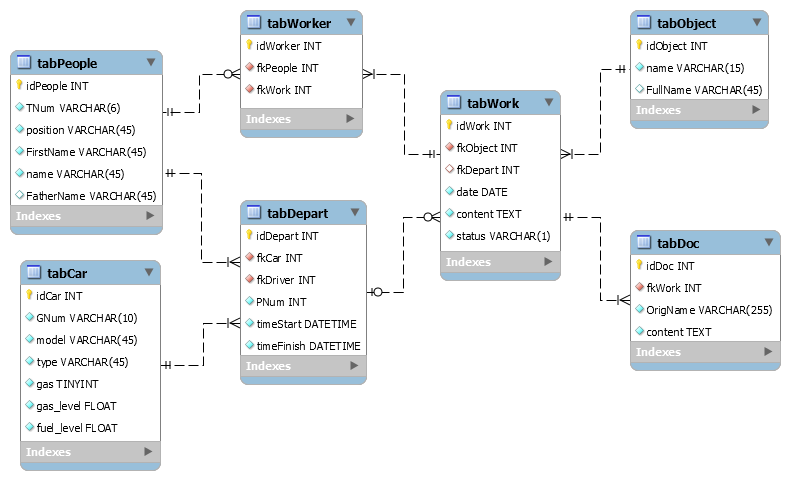 tabPeople
idPeople INT
TNum VARCHAR(6)
position VARCHAR(45)
FirstName VARCHAR(45)
name VARCHAR(45)
FatherName VARCHAR(45)
Indexes
tabCar
idCar INT
GNum VARCHAR(10)
model VARCHAR(45)
type VARCHAR(45)
gas TINYINT
gas_level FLOAT
fuel_level FLOAT
Indexes
tabWorker
idWorker INT
fkPeople INT
fkWork INT
Indexes
tabDepart
idDepart INT
fkCar INT
fkDriver INT
PNum INT
timeStart DATETIME
timeFinish DATETIME
Indexes
tabWork
idWork INT
fkObject INT
fkDepart INT
date DATE
content TEXT
status VARCHAR(1)
Indexes
tabObject
idObject INT
name VARCHAR(15)
FullName VARCHAR(45)
Indexes
tabDoc
idDoc INT
fkWork INT
OrigName VARCHAR(255)
content TEXT
Indexes